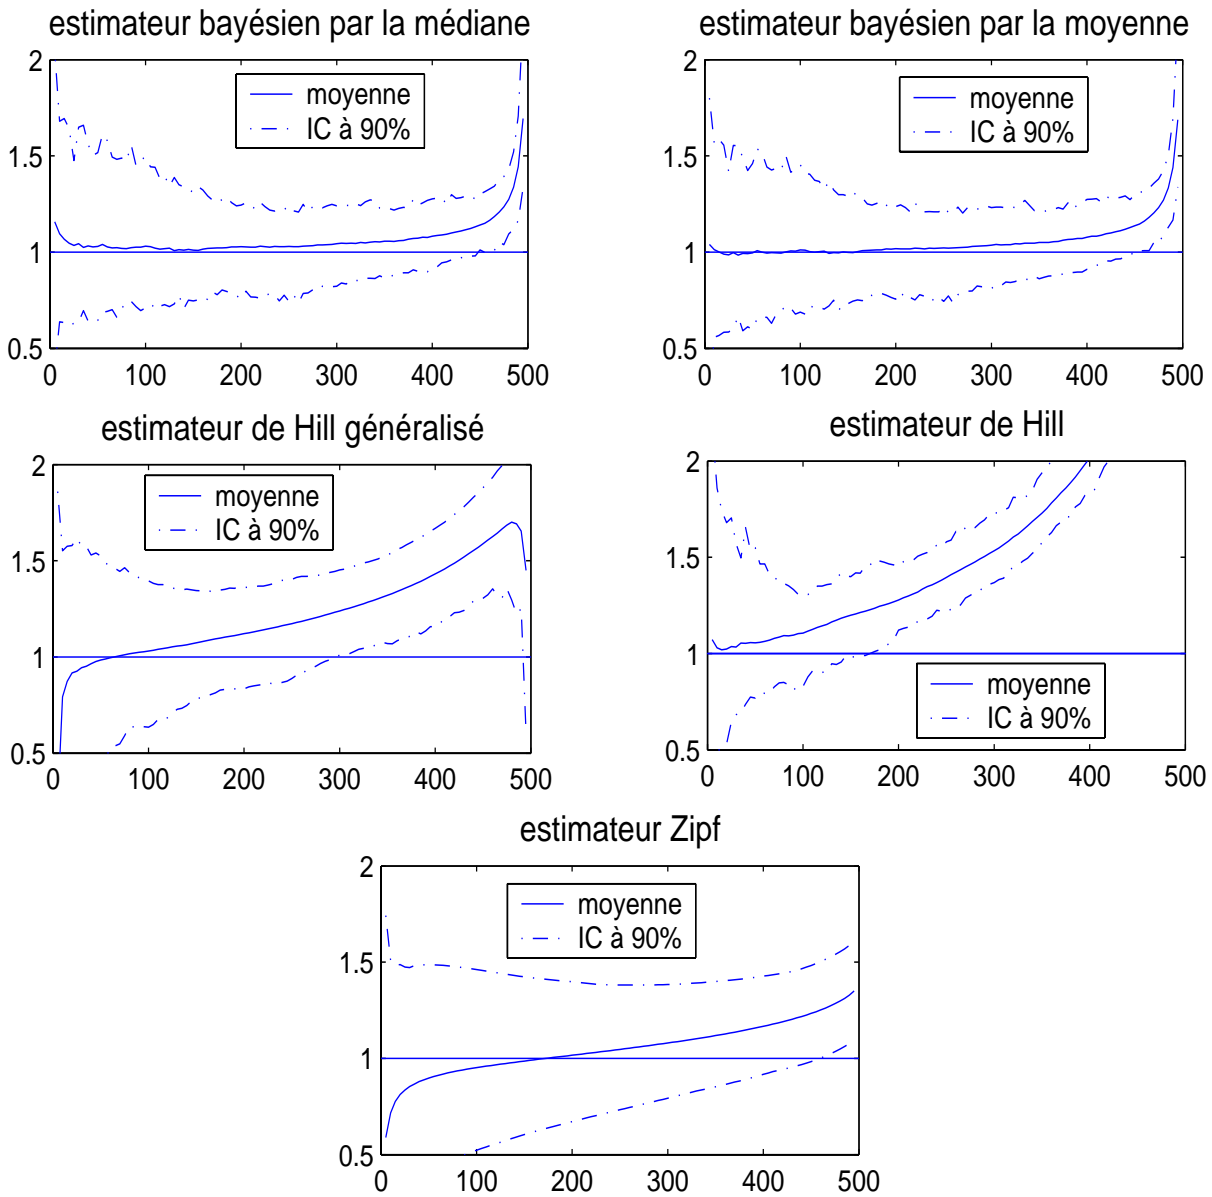 estimateur bayésien par la médiane
2
1.5
1
0.5
moyenne
IC à 90%
0 100 200 300 400 500
estimateur bayésien par la moyenne
2
1.5
1
0.5
moyenne
IC à 90%
0 100 200 300 400 500
estimateur de Hill généralisé
2
1.5
1
0.5
moyenne
IC à 90%
0 100 200 300 400 500
estimateur de Hill
2
1.5
1
0.5
moyenne
IC à 90%
0 100 200 300 400 500
estimateur Zipf
2
1.5
1
0.5
moyenne
IC à 90%
0 100 200 300 400 500